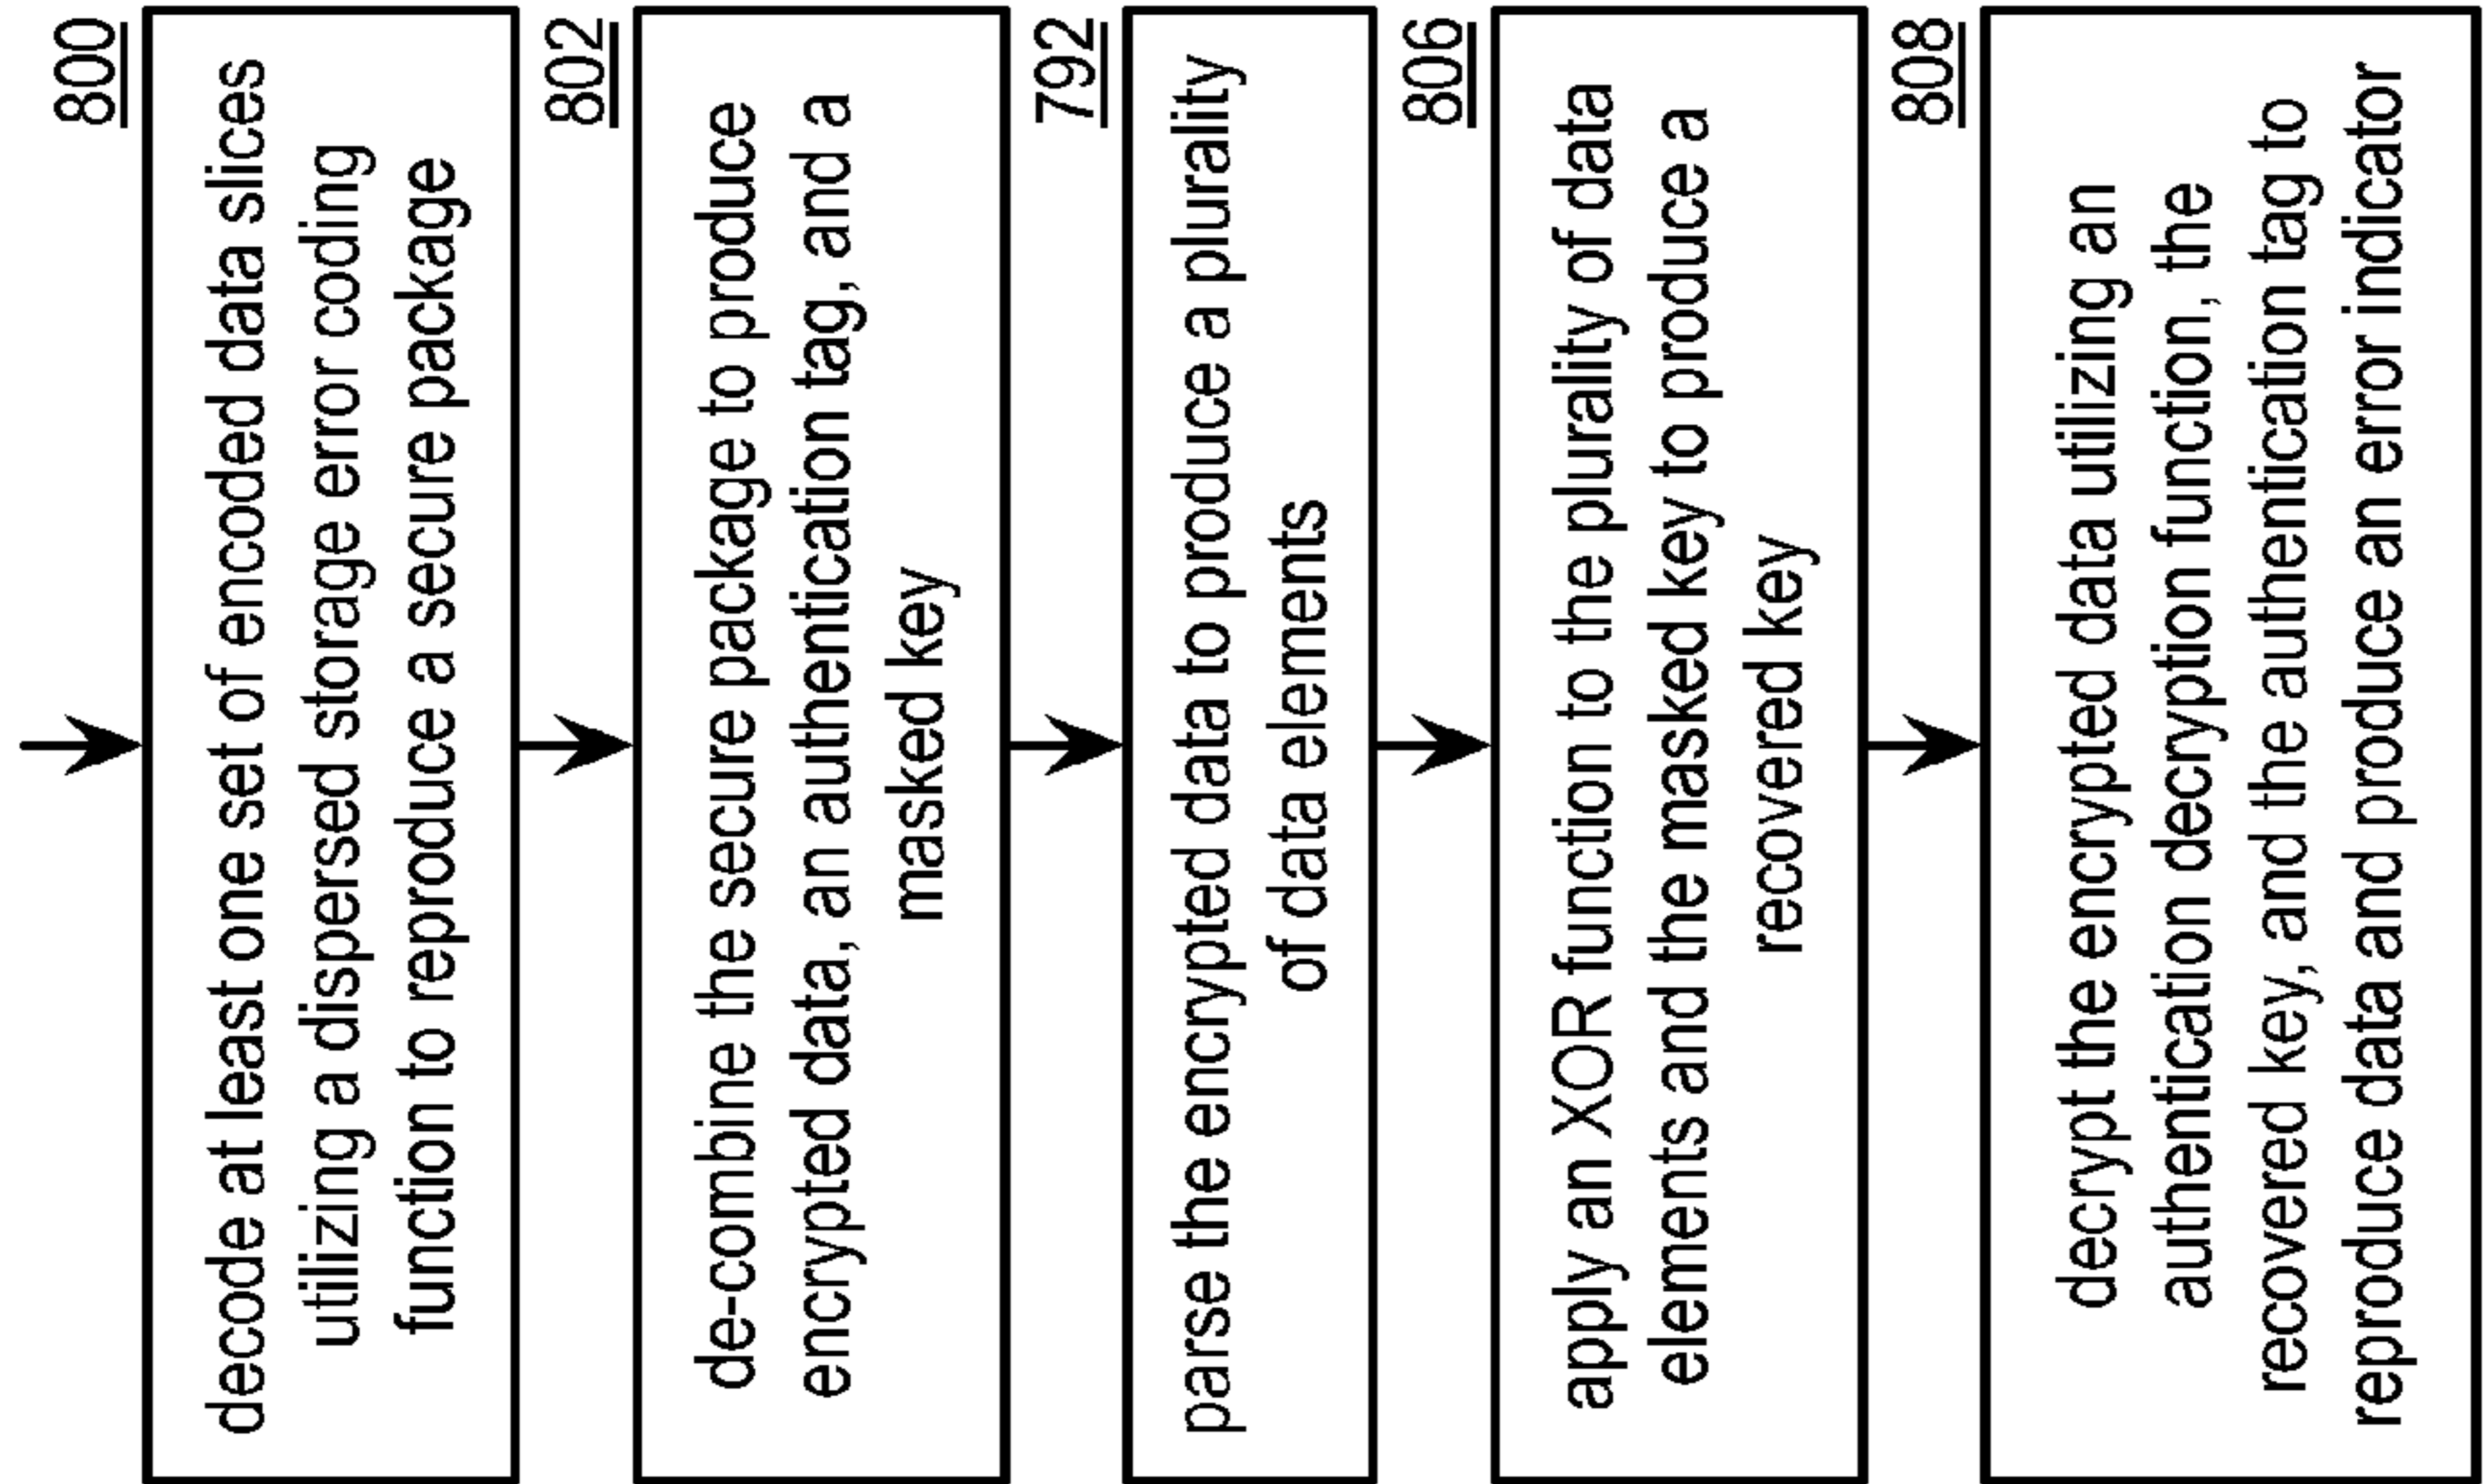 800
decode at least one set of encoded data slices
utilizing a dispersed storage error coding
function to reproduce a secure package
802
de-combine the secure package to produce
encrypted data, an authentication tag, and a
masked key
792
parse the encrypted data to produce a plurality
of data elements
806
apply an XOR function to the plurality of data
elements and the masked key to produce a
recovered key
808
decrypt the encrypted data utilizing an
authentication decryption function, the
recovered key, and the authentication tag to
reproduce data and produce an error indicator